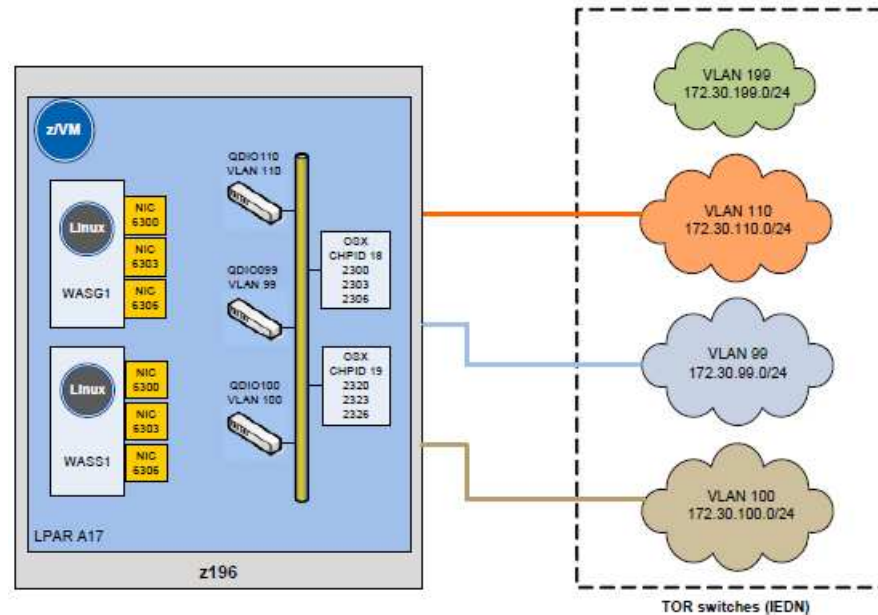 z/VM
Linux
WASG1
NIC
6300
NIC
6303
NIC
6306
Linux
WASS1
NIC
6300
NIC
6303
NIC
6306
QDIO110
VLAN 110
QDIO099
VLAN 99
QDIO100
VLAN 100
OSX
CHPID 18
2300
2303
2306
OSX
CHPID 19
2320
2323
2326
LPAR A17
z196
VLAN 199
172.30.199.0/24
VLAN 110
172.30.110.0/24
VLAN 99
172.30.99.0/24
VLAN 100
172.30.100.0/24
TOR switches (IEDN)